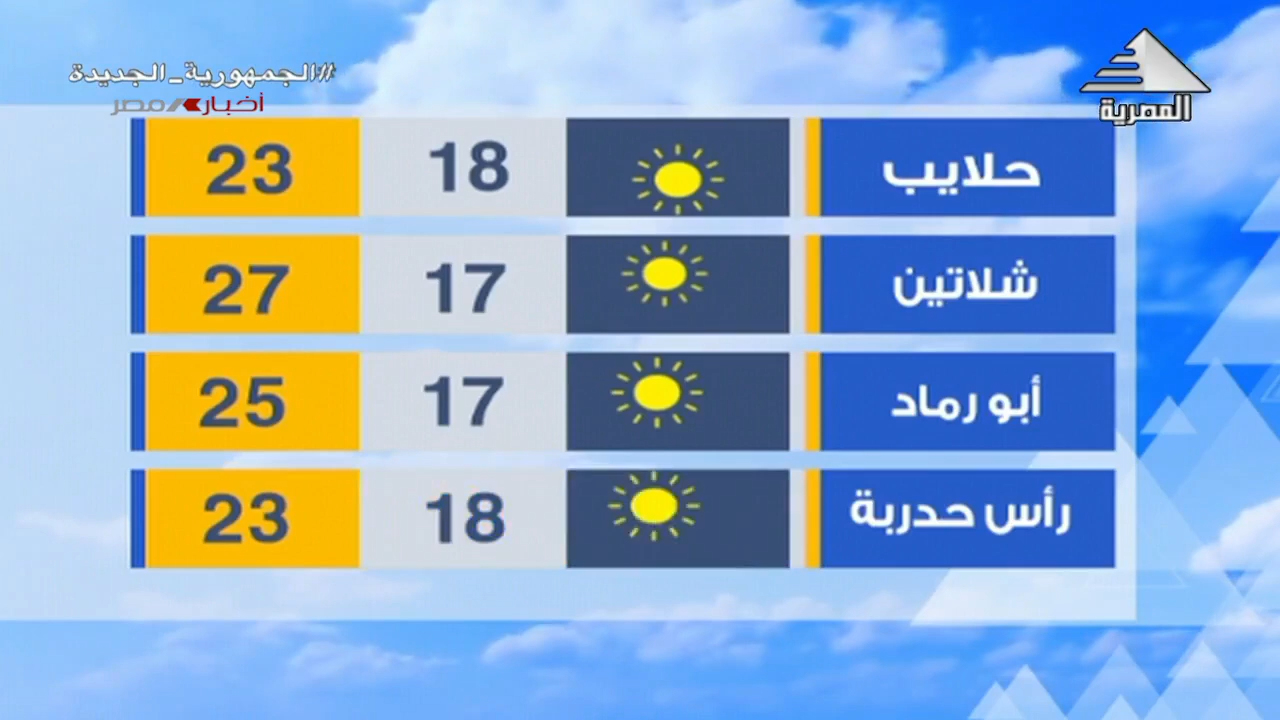 #الجمهورية_الجديدة
أخبار مصر
المصرية
حلايب 18 23
شلاتين 17 27
أبو رماد 17 25
رأس حدربة 18 23